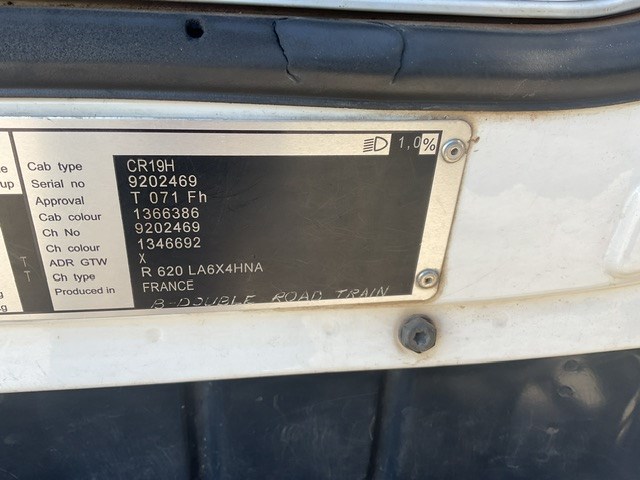 1,0%
Cab type CR19H
Serial no 9202469
Approval T 071 Fh
Cab colour 1366386
Ch No 9202469
Ch colour 1346692
ADR GTW X
Ch type R 620 LA6X4HNA
Produced in FRANCE
B-DOUBLE ROAD TRAIN
up
T
T